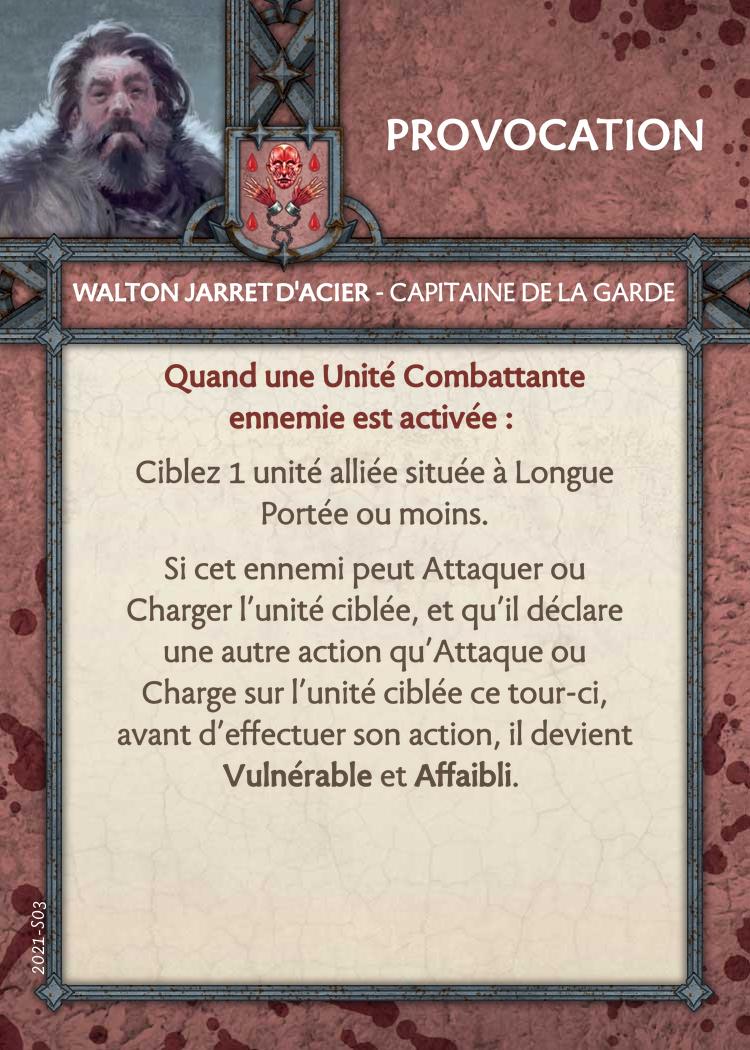 PROVOCATION
WALTON JARRET D'ACIER - CAPITAINE DE LA GARDE
Quand une Unité Combattante
ennemie est activée :
Ciblez 1 unité alliée située à Longue
Portée ou moins.
Si cet ennemi peut Attaquer ou
Charger l'unité ciblée, et qu'il déclare
une autre action qu'Attaque ou
Charge sur l'unité ciblée ce tour-ci,
avant d'effectuer son action, il devient
Vulnérable et Affaibli.
2021-S03